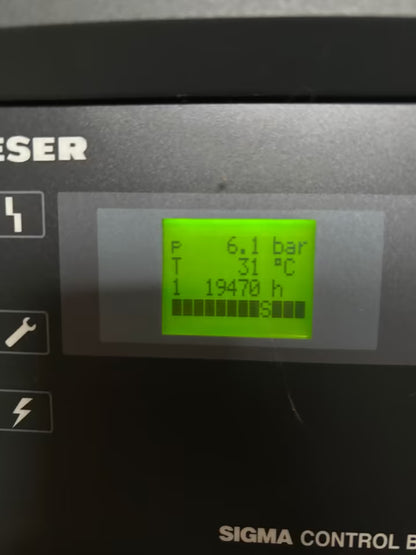 ESER
p 6.1 bar
T 31 °C
1 19470 h
S
SIGMA CONTROL B